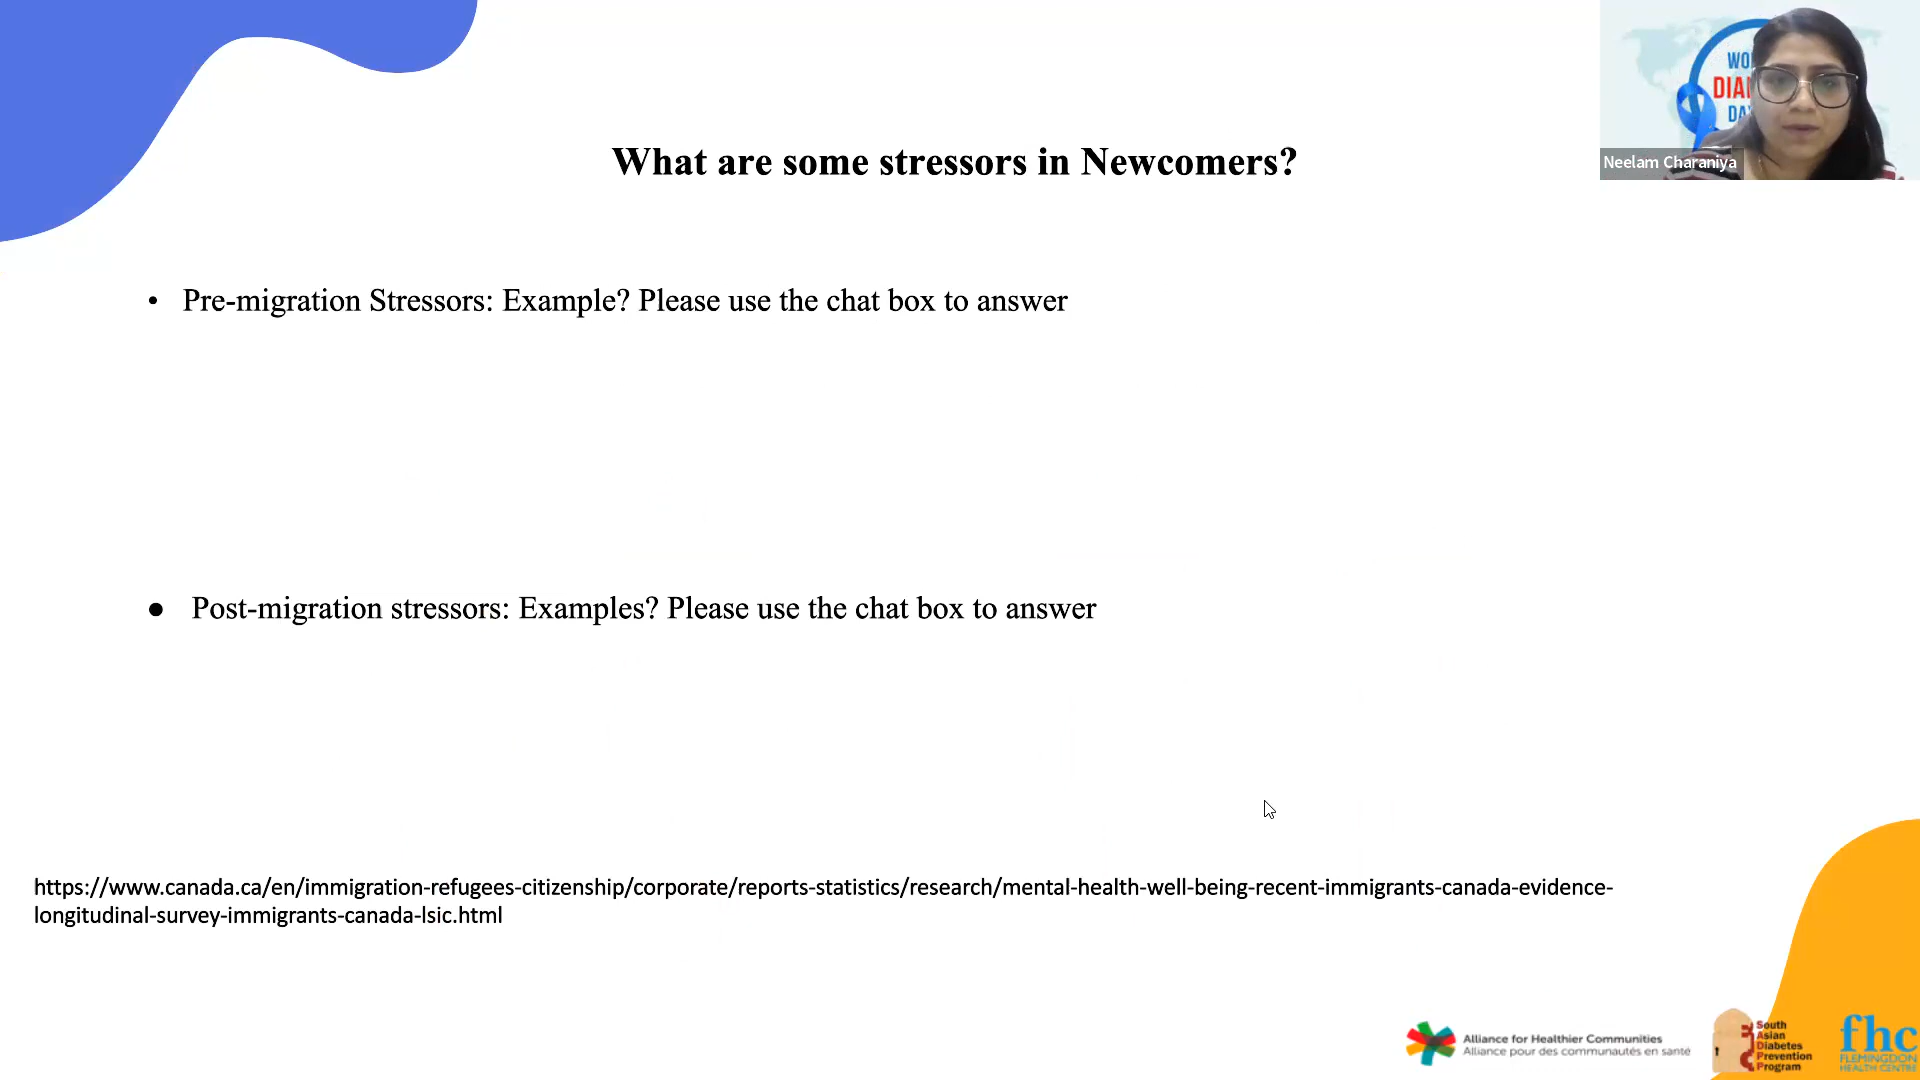 What are some stressors in Newcomers?
WO
DIA
DA
Neelam Charaniya
• Pre-migration Stressors: Example? Please use the chat box to answer
● Post-migration stressors: Examples? Please use the chat box to answer
https://www.canada.ca/en/immigration-refugees-citizenship/corporate/reports-statistics/research/mental-health-well-being-recent-immigrants-canada-evidence-
longitudinal-survey-immigrants-canada-lsic.html
Alliance for Healthier Communities
Alliance pour des communautés en santé
South
Asian
Diabetes
Prevention
Program
fhc
FLEMINGDON
HEALTH CENTRE